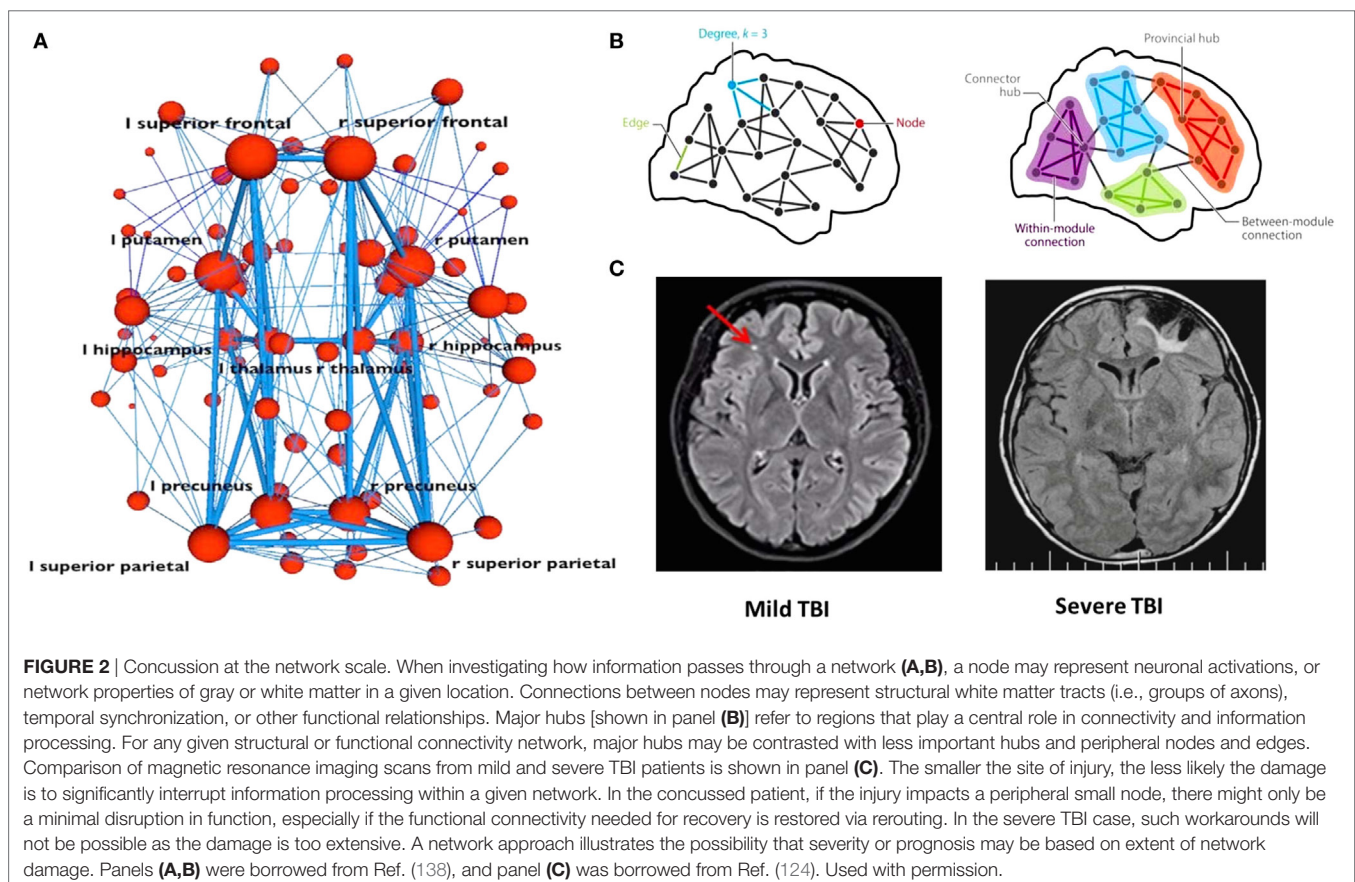 A
l superior frontal
r superior frontal
l putamen
r putamen
l hippocampus
r hippocampus
l thalamus
r thalamus
l precuneus
r precuneus
l superior parietal
r superior parietal
B
Degree, k = 3
Edge
Node
Provincial hub
Connector
hub
Within-module
connection
Between-module
connection
C
Mild TBI
Severe TBI
FIGURE 2 | Concussion at the network scale. When investigating how information passes through a network (A,B), a node may represent neuronal activations, or
network properties of gray or white matter in a given location. Connections between nodes may represent structural white matter tracts (i.e., groups of axons),
temporal synchronization, or other functional relationships. Major hubs [shown in panel (B)] refer to regions that play a central role in connectivity and information
processing. For any given structural or functional connectivity network, major hubs may be contrasted with less important hubs and peripheral nodes and edges.
Comparison of magnetic resonance imaging scans from mild and severe TBI patients is shown in panel (C). The smaller the site of injury, the less likely the damage
is to significantly interrupt information processing within a given network. In the concussed patient, if the injury impacts a peripheral small node, there might only be
a minimal disruption in function, especially if the functional connectivity needed for recovery is restored via rerouting. In the severe TBI case, such workarounds will
not be possible as the damage is too extensive. A network approach illustrates the possibility that severity or prognosis may be based on extent of network
damage. Panels (A,B) were borrowed from Ref. (138), and panel (C) was borrowed from Ref. (124). Used with permission.